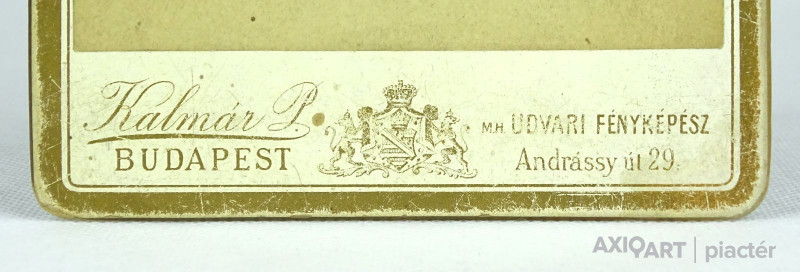 Kalmár P.
BUDAPEST
M.H. UDVARI FÉNYKÉPÉSZ
Andrássy út 29.
AXIOART | piactér